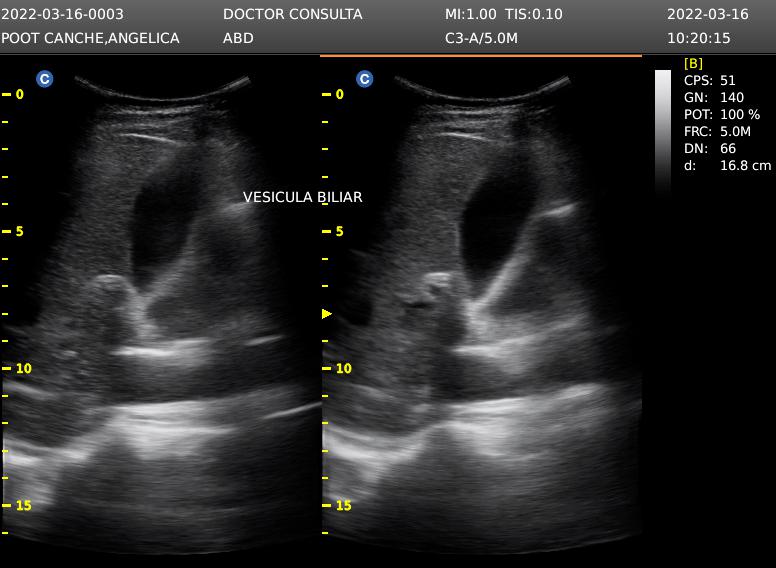 2022-03-16-0003 DOCTOR CONSULTA MI:1.00 TIS:0.10 2022-03-16
POOT CANCHE,ANGELICA ABD C3-A/5.0M 10:20:15
[B]
CPS: 51
GN: 140
POT: 100 %
FRC: 5.0M
DN: 66
d: 16.8 cm
C C
0 0
VESICULA BILIAR
5 5
10 10
15 15